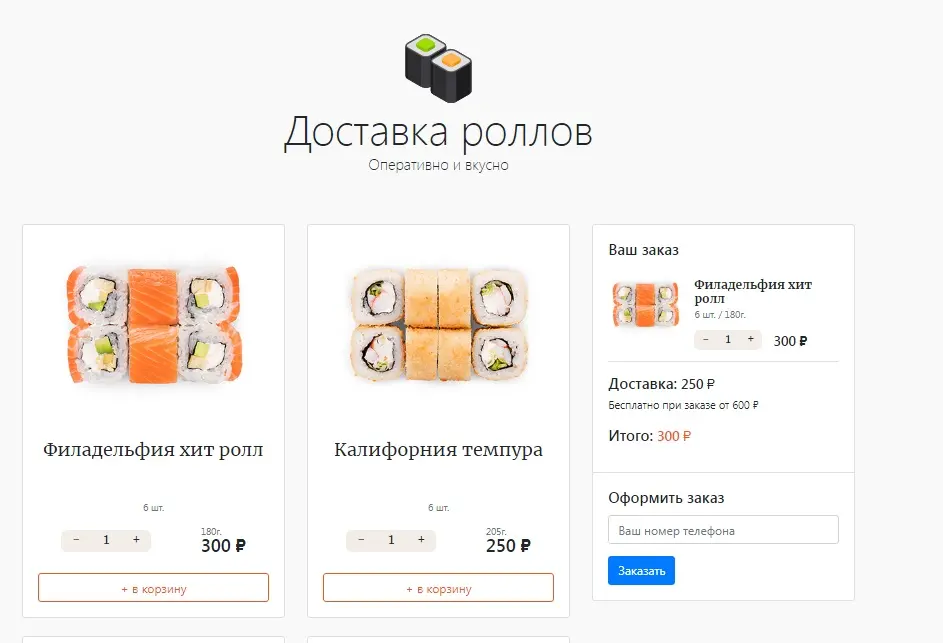 Доставка роллов
Оперативно и вкусно
Филадельфия хит ролл
6 шт.
- 1 +
180г.
300 ₽
+ в корзину
Калифорния темпура
6 шт.
- 1 +
205г.
250 ₽
+ в корзину
Ваш заказ
Филадельфия хит
ролл
6 шт. / 180г.
- 1 + 300 ₽
Доставка: 250 ₽
Бесплатно при заказе от 600 ₽
Итого: 300 ₽
Оформить заказ
Ваш номер телефона
Заказать